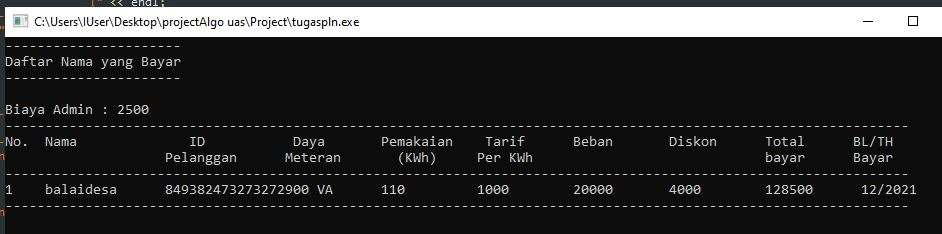 |" << endl;
C:\Users\IUser\Desktop\projectAlgo uas\Project\tugaspln.exe
----------------------
Daftar Nama yang Bayar
----------------------
Biaya Admin : 2500
-----------------------------------------------------------------------------------------------------------------
No. Nama ID Daya Pemakaian Tarif Beban Diskon Total BL/TH
Pelanggan Meteran (KWh) Per KWh bayar Bayar
-----------------------------------------------------------------------------------------------------------------
1 balaidesa 849382473273272900 VA 110 1000 20000 4000 128500 12/2021
-----------------------------------------------------------------------------------------------------------------